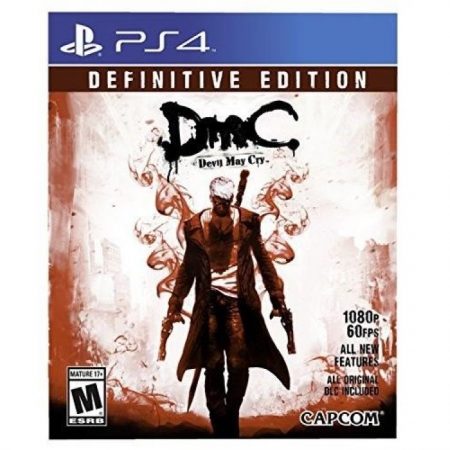 PS4
DEFINITIVE EDITION
DmC
Devil May Cry
1080p
60FPS
ALL NEW
FEATURES
ALL ORIGINAL
DLC INCLUDED
MATURE 17+
M
ESRB
CAPCOM